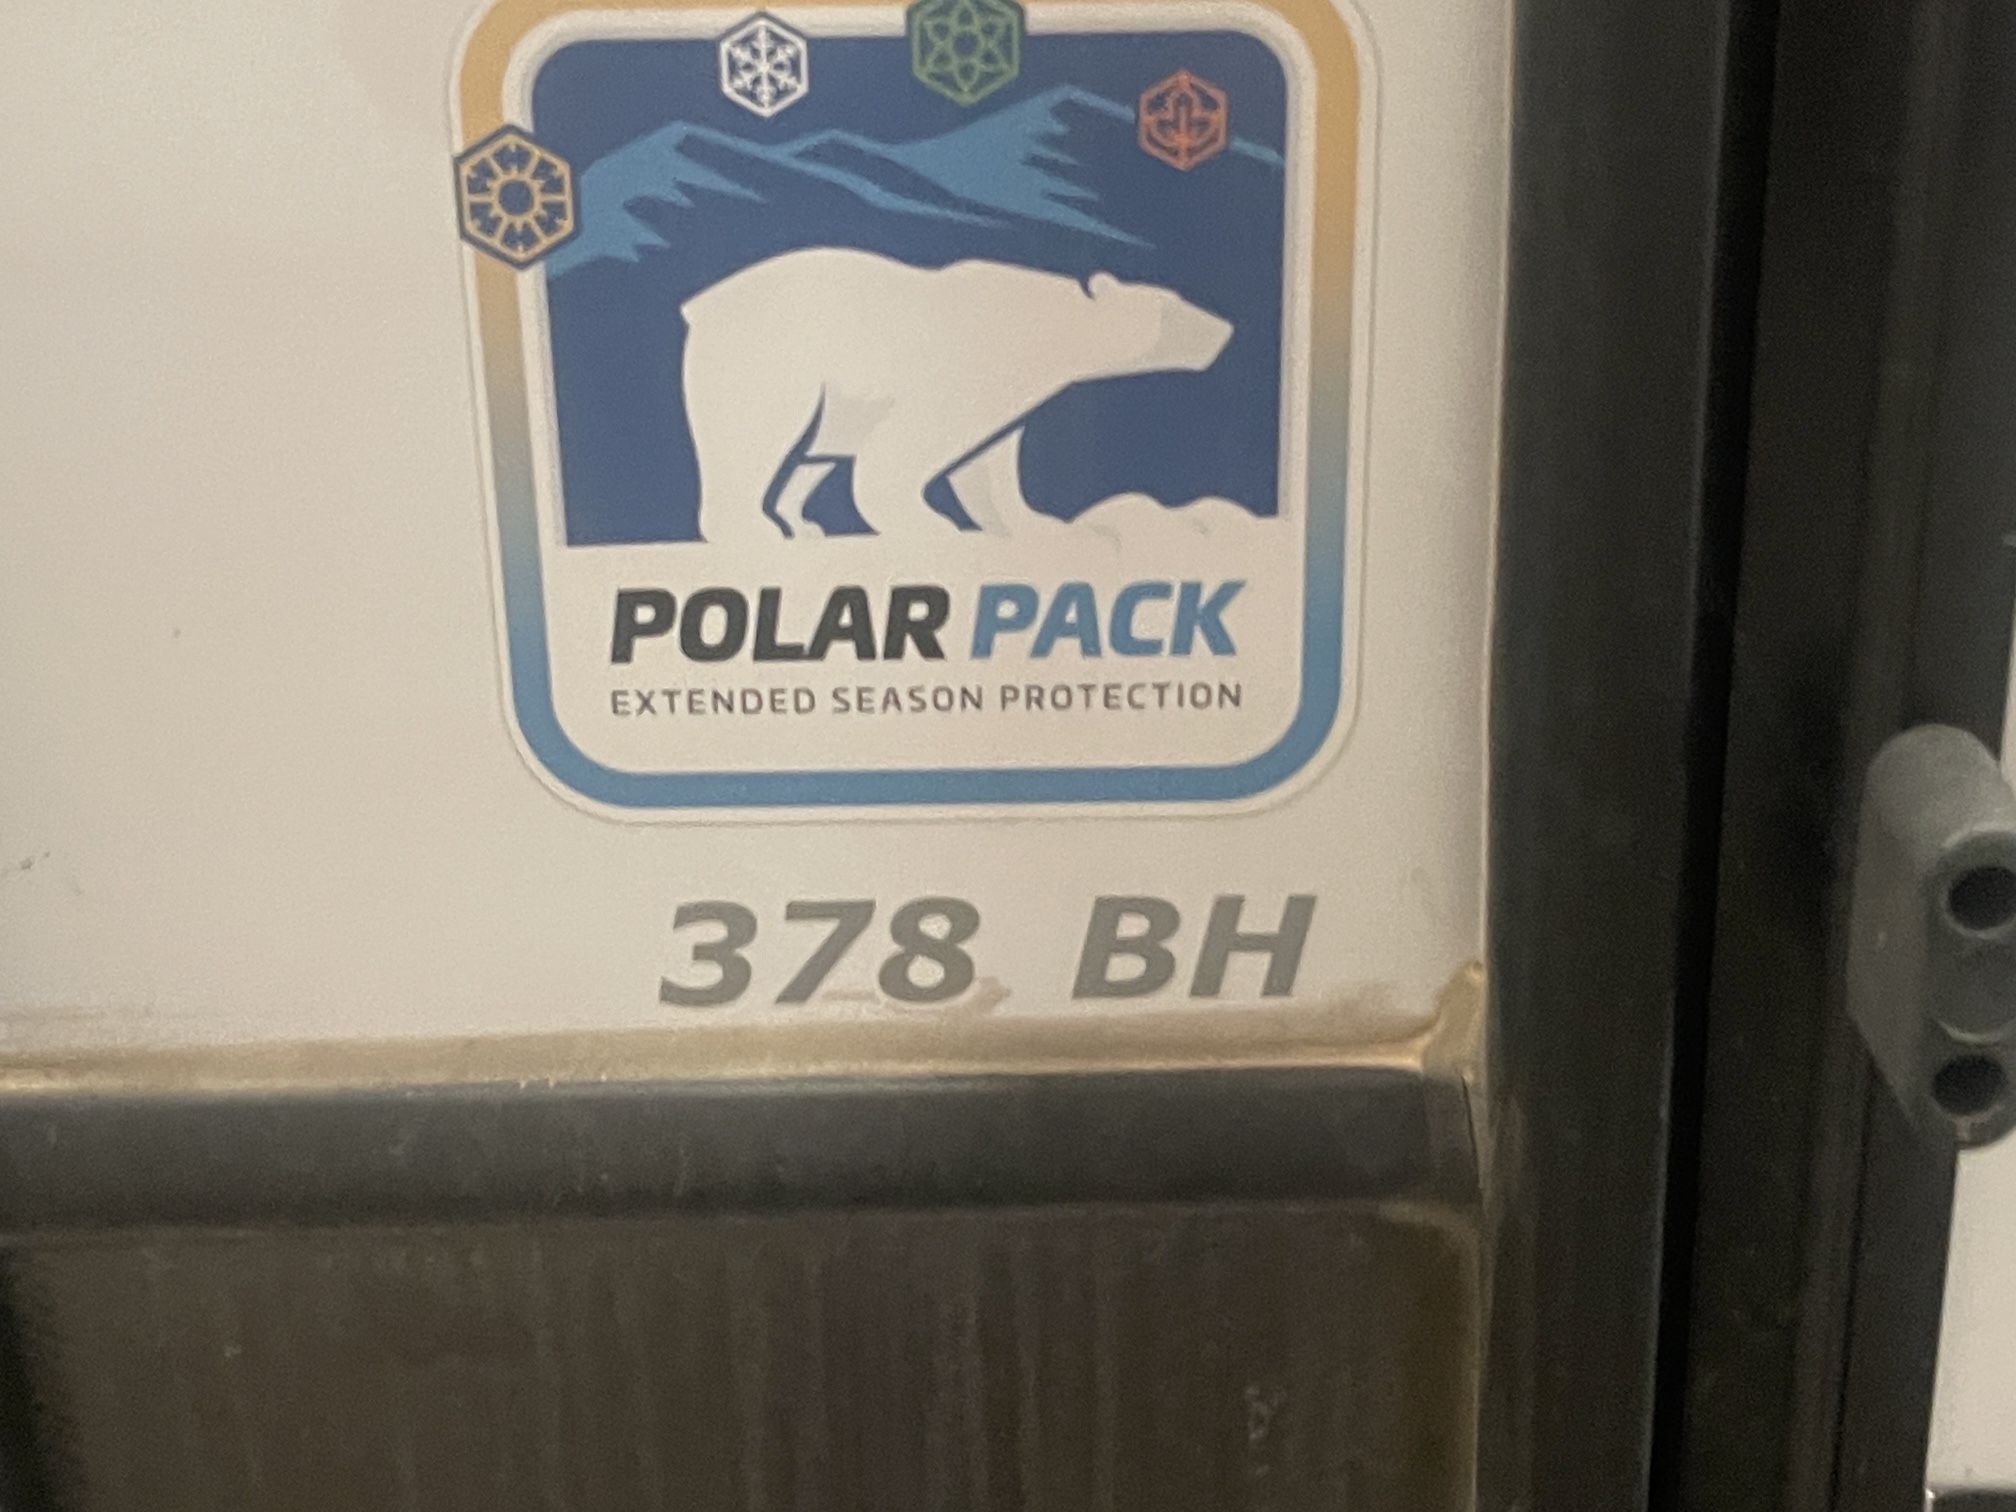 POLAR PACK
EXTENDED SEASON PROTECTION
378 BH